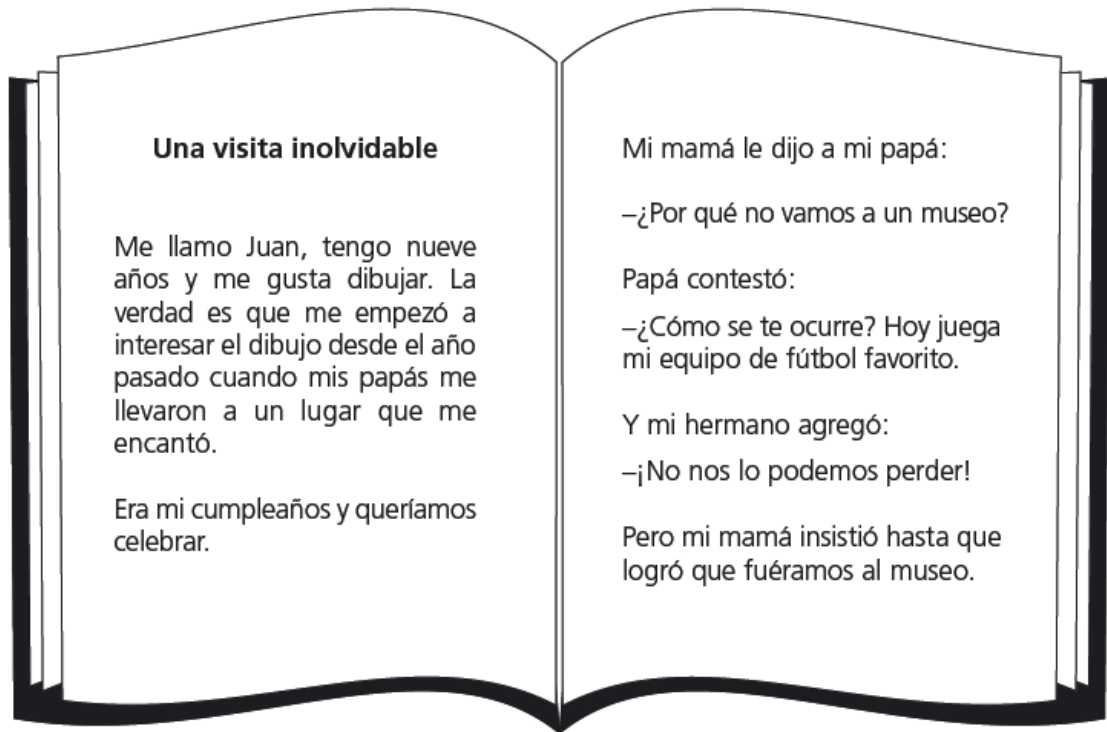 Una visita inolvidable
Me llamo Juan, tengo nueve
años y me gusta dibujar. La
verdad es que me empezó a
interesar el dibujo desde el año
pasado cuando mis papás me
llevaron a un lugar que me
encantó.
Era mi cumpleaños y queríamos
celebrar.
Mi mamá le dijo a mi papá:
–¿Por qué no vamos a un museo?
Papá contestó:
–¿Cómo se te ocurre? Hoy juega
mi equipo de fútbol favorito.
Y mi hermano agregó:
–¡No nos lo podemos perder!
Pero mi mamá insistió hasta que
logró que fuéramos al museo.